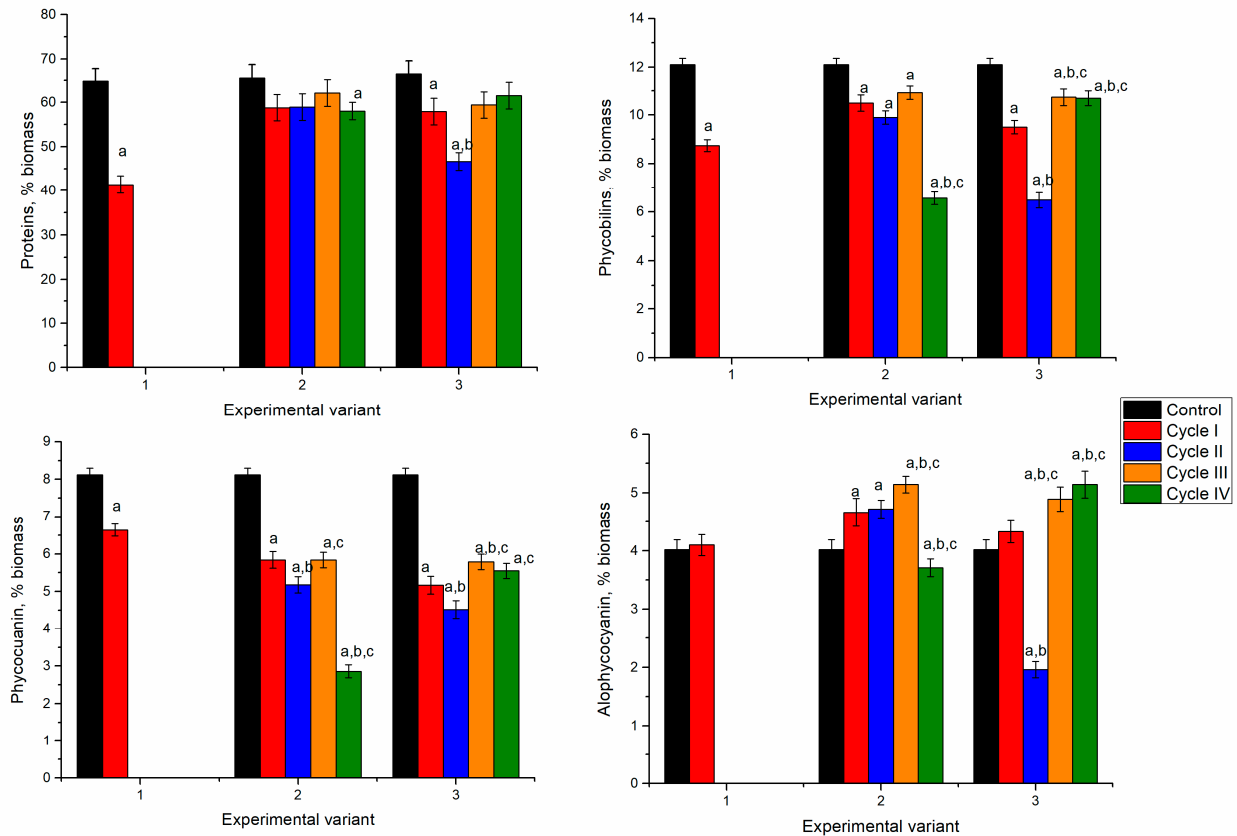 Proteins, % biomass
80
70
60
50
40
30
20
10
0
a
a
a
a,b
1
2
3
Experimental variant
Phycobilins, % biomass
14
12
10
8
6
4
2
0
a
a
a
a
a,b,c
a
a,b
a,b,c
a,b,c
1
2
3
Experimental variant
Control
Cycle I
Cycle II
Cycle III
Cycle IV
Phycocuanin, % biomass
9
8
7
6
5
4
3
2
1
0
a
a
a,b
a,c
a,b,c
a
a,b
a,b,c
a,c
1
2
3
Experimental variant
Alophycocyanin, % biomass
6
5
4
3
2
1
0
a
a
a,b,c
a,b,c
a,b
a,b,c
a,b,c
1
2
3
Experimental variant